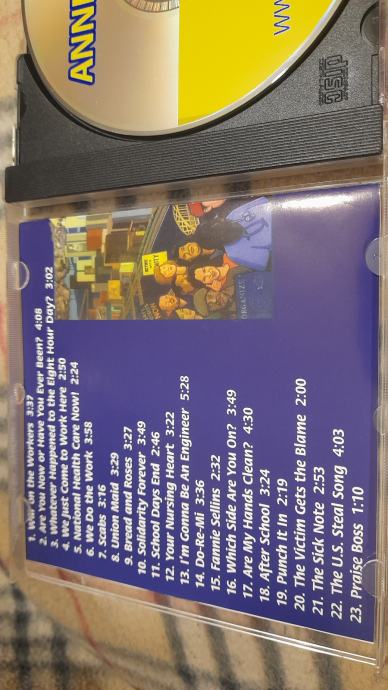 ANNE
WWW
disc
1. War on the Workers 3:37
2. Are You Now or Have You Ever Been? 4:08
3. Whatever Happened to the Eight Hour Day? 3:02
4. We Just Come to Work Here 2:50
5. National Health Care Now! 2:24
6. We Do the Work 3:58
7. Scabs 3:16
8. Union Maid 3:29
9. Bread and Roses 3:27
10. Solidarity Forever 3:49
11. School Days End 2:46
12. Your Nursing Heart 3:22
13. I'm Gonna Be An Engineer 5:28
14. Do-Re-Mi 3:36
15. Fannie Sellins 2:32
16. Which Side Are You On? 3:49
17. Are My Hands Clean? 4:30
18. After School 3:24
19. Punch It In 2:19
20. The Victim Gets the Blame 2:00
21. The Sick Note 2:53
22. The U.S. Steal Song 4:03
23. Praise Boss 1:10
ORGANIZE